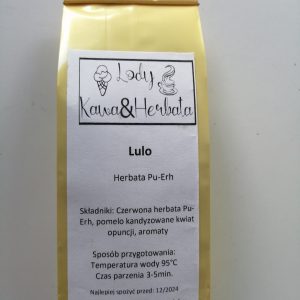 Lody
Kawa&Herbata
Lulo
Herbata Pu-Erh
Składniki: Czerwona herbata Pu-
Erh, pomelo kandyzowane kwiat
opuncji, aromaty
Sposób przygotowania:
Temperatura wody 95°C
Czas parzenia 3-5min.
Najlepiej spożyć przed: 12/2024